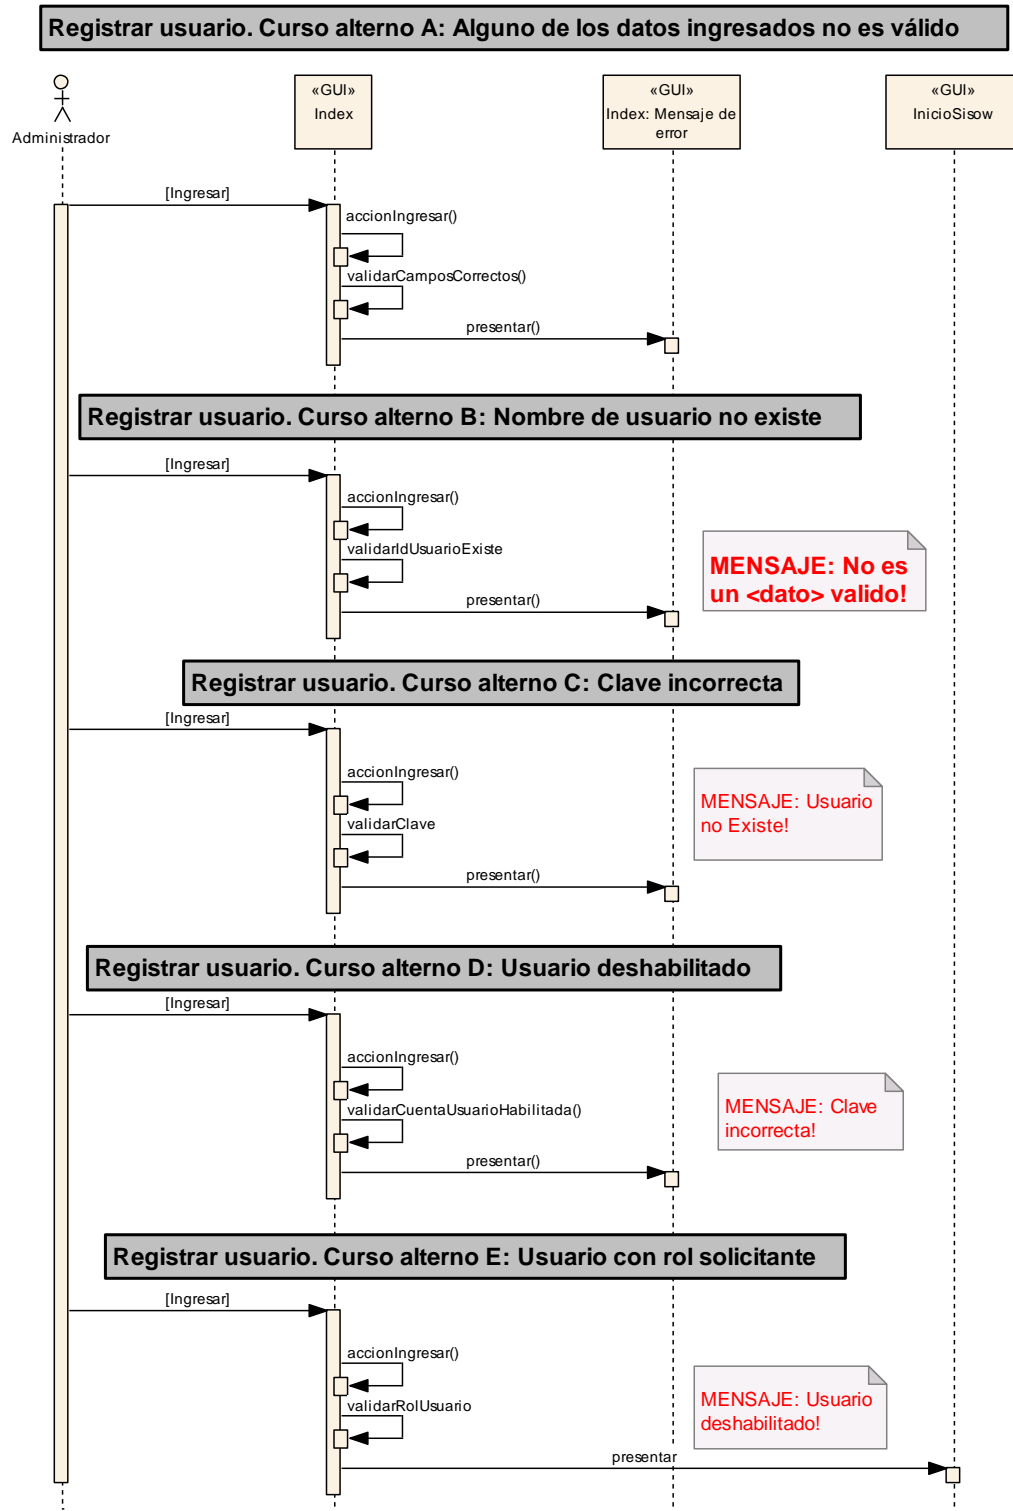 Registrar usuario. Curso alterno A: Alguno de los datos ingresados no es válido
Administrador
«GUI»
Index
«GUI»
Index: Mensaje de
error
«GUI»
InicioSisow
[Ingresar]
accionIngresar()
validarCamposCorrectos()
presentar()
Registrar usuario. Curso alterno B: Nombre de usuario no existe
[Ingresar]
accionIngresar()
validarIdUsuarioExiste
MENSAJE: No es
un <dato> valido!
presentar()
Registrar usuario. Curso alterno C: Clave incorrecta
[Ingresar]
accionIngresar()
MENSAJE: Usuario
no Existe!
validarClave
presentar()
Registrar usuario. Curso alterno D: Usuario deshabilitado
[Ingresar]
accionIngresar()
validarCuentaUsuarioHabilitada()
MENSAJE: Clave
incorrecta!
presentar()
Registrar usuario. Curso alterno E: Usuario con rol solicitante
[Ingresar]
accionIngresar()
validarRolUsuario
MENSAJE: Usuario
deshabilitado!
presentar